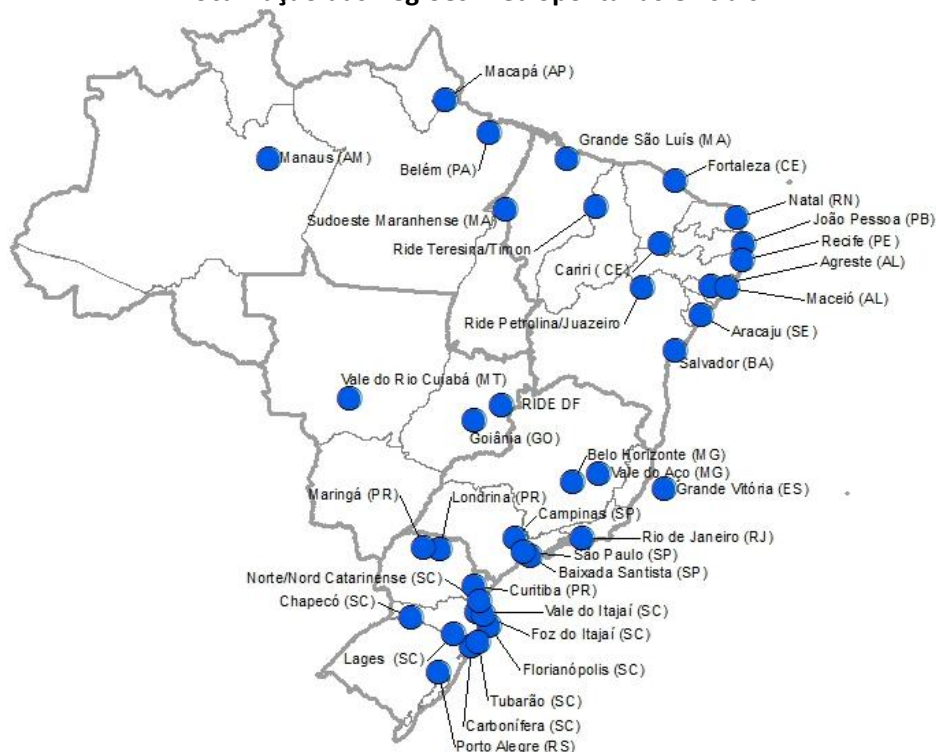 Macapá (AP)
Grande São Luís (MA)
Manaus (AM)
Belém (PA)
Fortaleza (CE)
Natal (RN)
Sudoeste Maranhense (MA)
João Pessoa (PB)
Ride Teresina/Timon
Recife (PE)
Cariri ( CE)
Agreste (AL)
Maceió (AL)
Ride Petrolina/Juazeiro
Aracaju (SE)
Salvador (BA)
Vale do Rio Cuiabá (MT)
RIDE DF
Goiânia (GO)
Belo Horizonte (MG)
Vale do Aço (MG)
Grande Vitória (ES)
Maringá (PR)
Londrina (PR)
Campinas (SP)
Rio de Janeiro (RJ)
São Paulo (SP)
Baixada Santista (SP)
Norte/Nord Catarinense (SC)
Curitiba (PR)
Chapecó (SC)
Vale do Itajaí (SC)
Foz do Itajaí (SC)
Lages (SC)
Florianópolis (SC)
Tubarão (SC)
Carbonífera (SC)
Porto Alegre (RS)